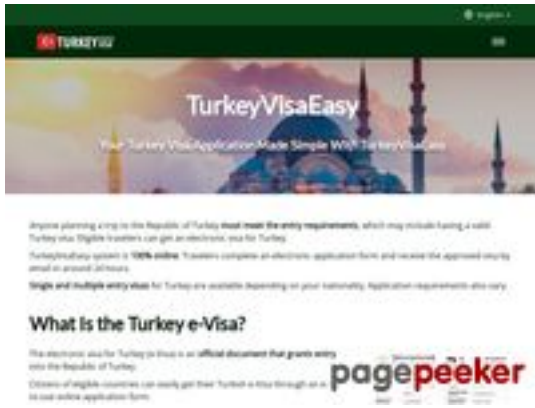 English
TURKEY
TurkeyVisaEasy
Your Turkey Visa Application Made Simple With TurkeyVisaEasy
Anyone planning a trip to the Republic of Turkey must meet the entry requirements, which may include having a valid
Turkey visa. Eligible travelers can get an electronic visa for Turkey.
TurkeyVisaEasy system is 100% online. Travelers complete an electronic application form and receive the approved visa by
email in around 24 hours.
Single and multiple entry visas for Turkey are available depending on your nationality. Application requirements also vary.
What Is the Turkey e-Visa?
The electronic visa for Turkey is an official document that grants entry
into the Republic of Turkey.
Citizens of eligible countries can easily get their Turkish e-Visa through an
to use online application form.
pagepeeker